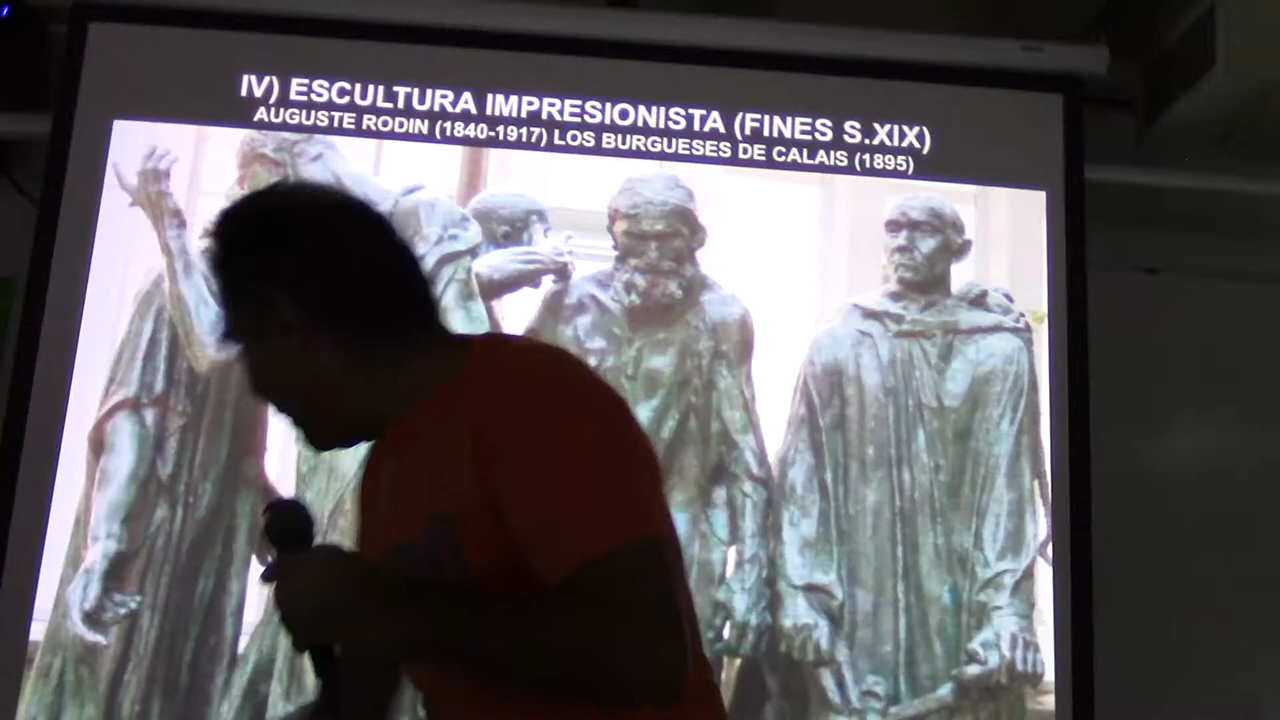 IV) ESCULTURA IMPRESIONISTA (FINES S.XIX)
AUGUSTE RODIN (1840-1917) LOS BURGUESES DE CALAIS (1895)